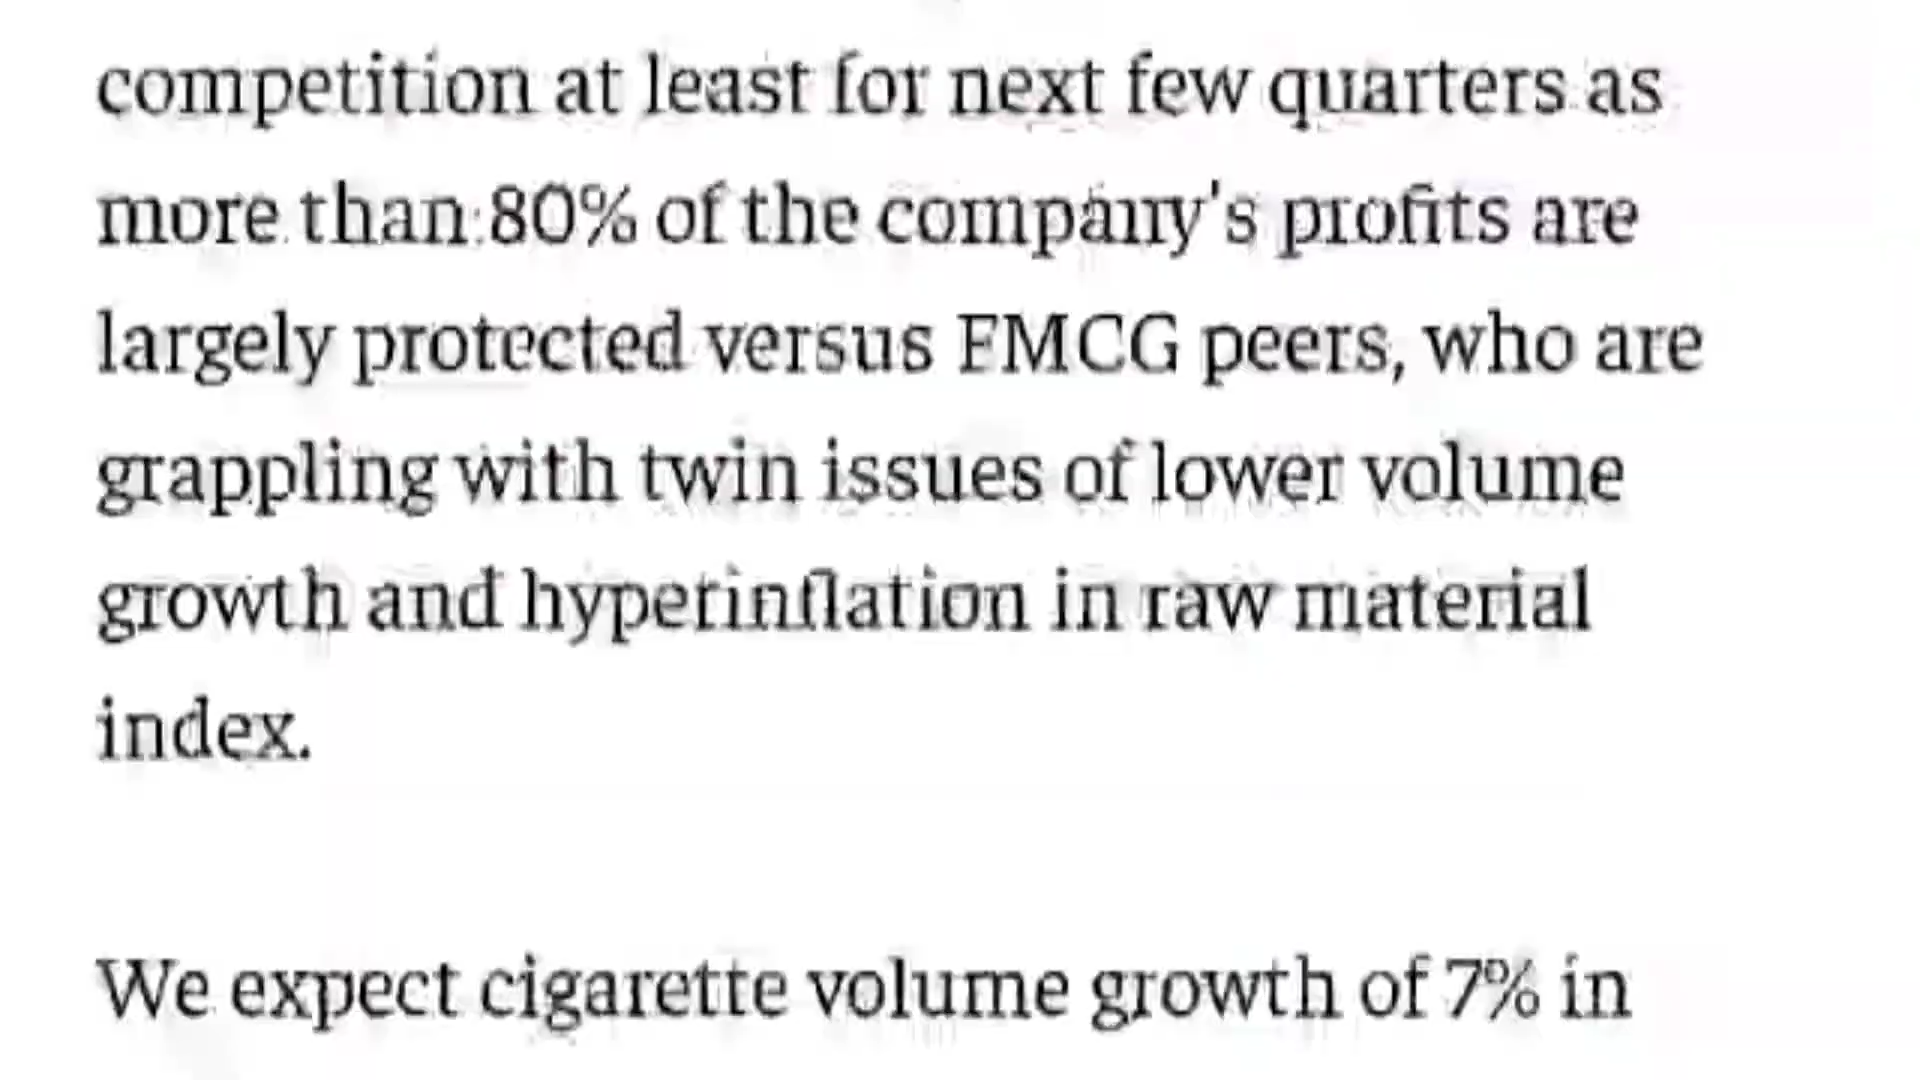 competition at least for next few quarters as
more than 80% of the company's profits are
largely protected versus FMCG peers, who are
grappling with twin issues of lower volume
growth and hyperinflation in raw material
index.
We expect cigarette volume growth of 7% in